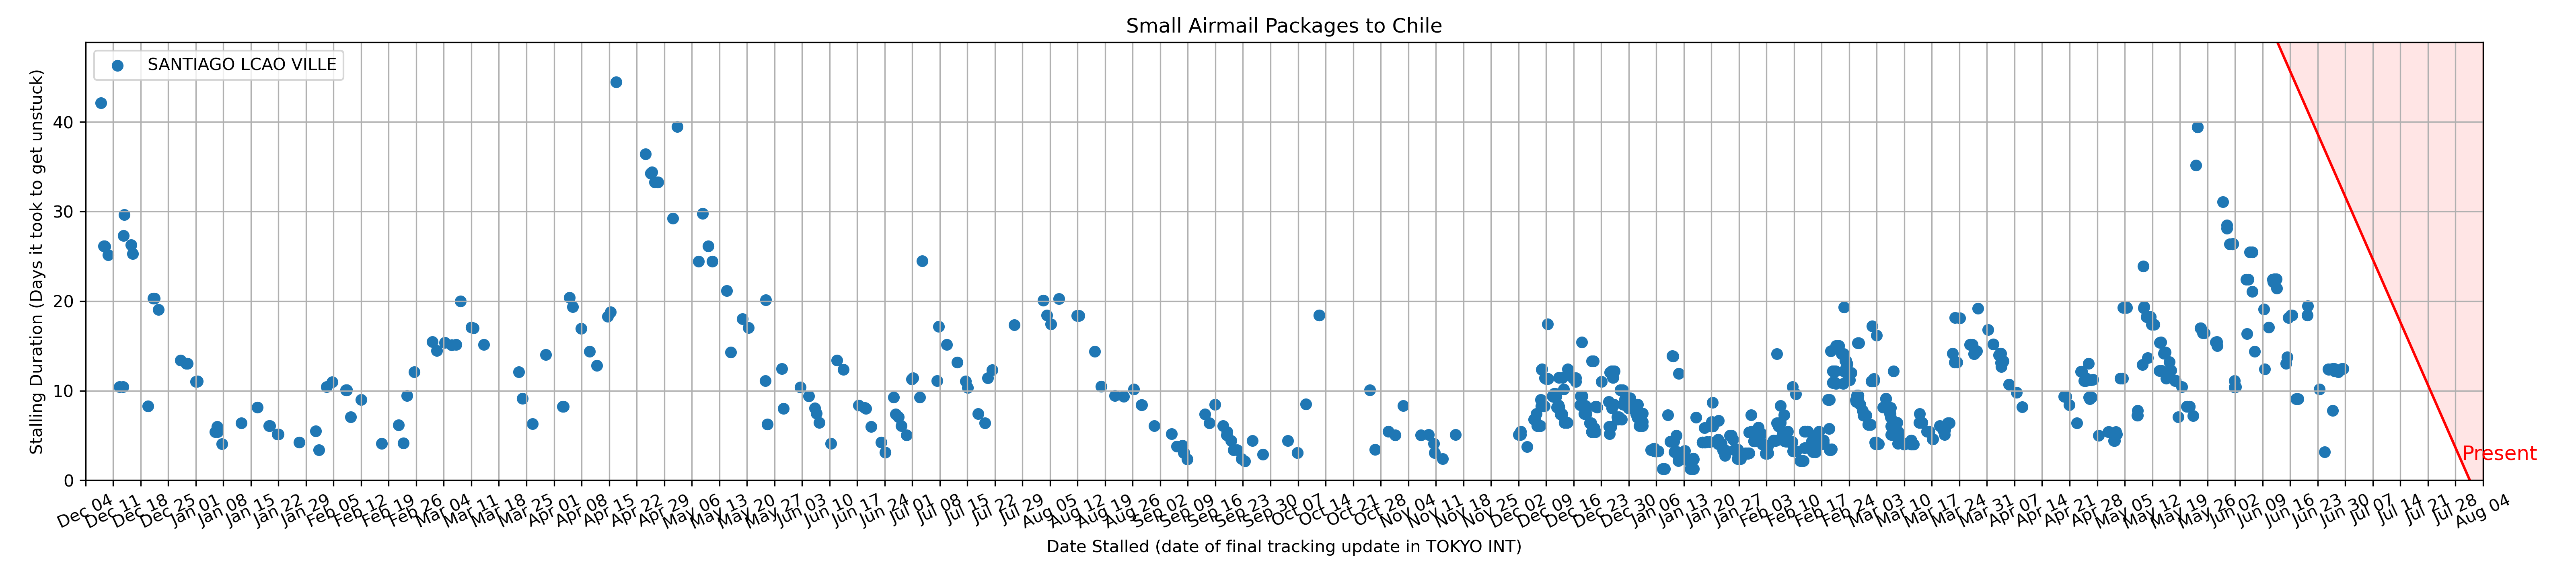 Small Airmail Packages to Chile
SANTIAGO LCAO VILLE
Stalling Duration (Days it took to get unstuck)
40
30
20
10
0
Present
Dec 04
Dec 11
Dec 18
Dec 25
Jan 01
Jan 08
Jan 15
Jan 22
Jan 29
Feb 05
Feb 12
Feb 19
Feb 26
Mar 04
Mar 11
Mar 18
Mar 25
Apr 01
Apr 08
Apr 15
Apr 22
Apr 29
May 06
May 13
May 20
May 27
Jun 03
Jun 10
Jun 17
Jun 24
Jul 01
Jul 08
Jul 15
Jul 22
Jul 29
Aug 05
Aug 12
Aug 19
Aug 26
Sep 02
Sep 09
Sep 16
Sep 23
Sep 30
Oct 07
Oct 14
Oct 21
Oct 28
Nov 04
Nov 11
Nov 18
Nov 25
Dec 02
Dec 09
Dec 16
Dec 23
Dec 30
Jan 06
Jan 13
Jan 20
Jan 27
Feb 03
Feb 10
Feb 17
Feb 24
Mar 03
Mar 10
Mar 17
Mar 24
Mar 31
Apr 07
Apr 14
Apr 21
Apr 28
May 05
May 12
May 19
May 26
Jun 02
Jun 09
Jun 16
Jun 23
Jun 30
Jul 07
Jul 14
Jul 21
Jul 28
Aug 04
Date Stalled (date of final tracking update in TOKYO INT)